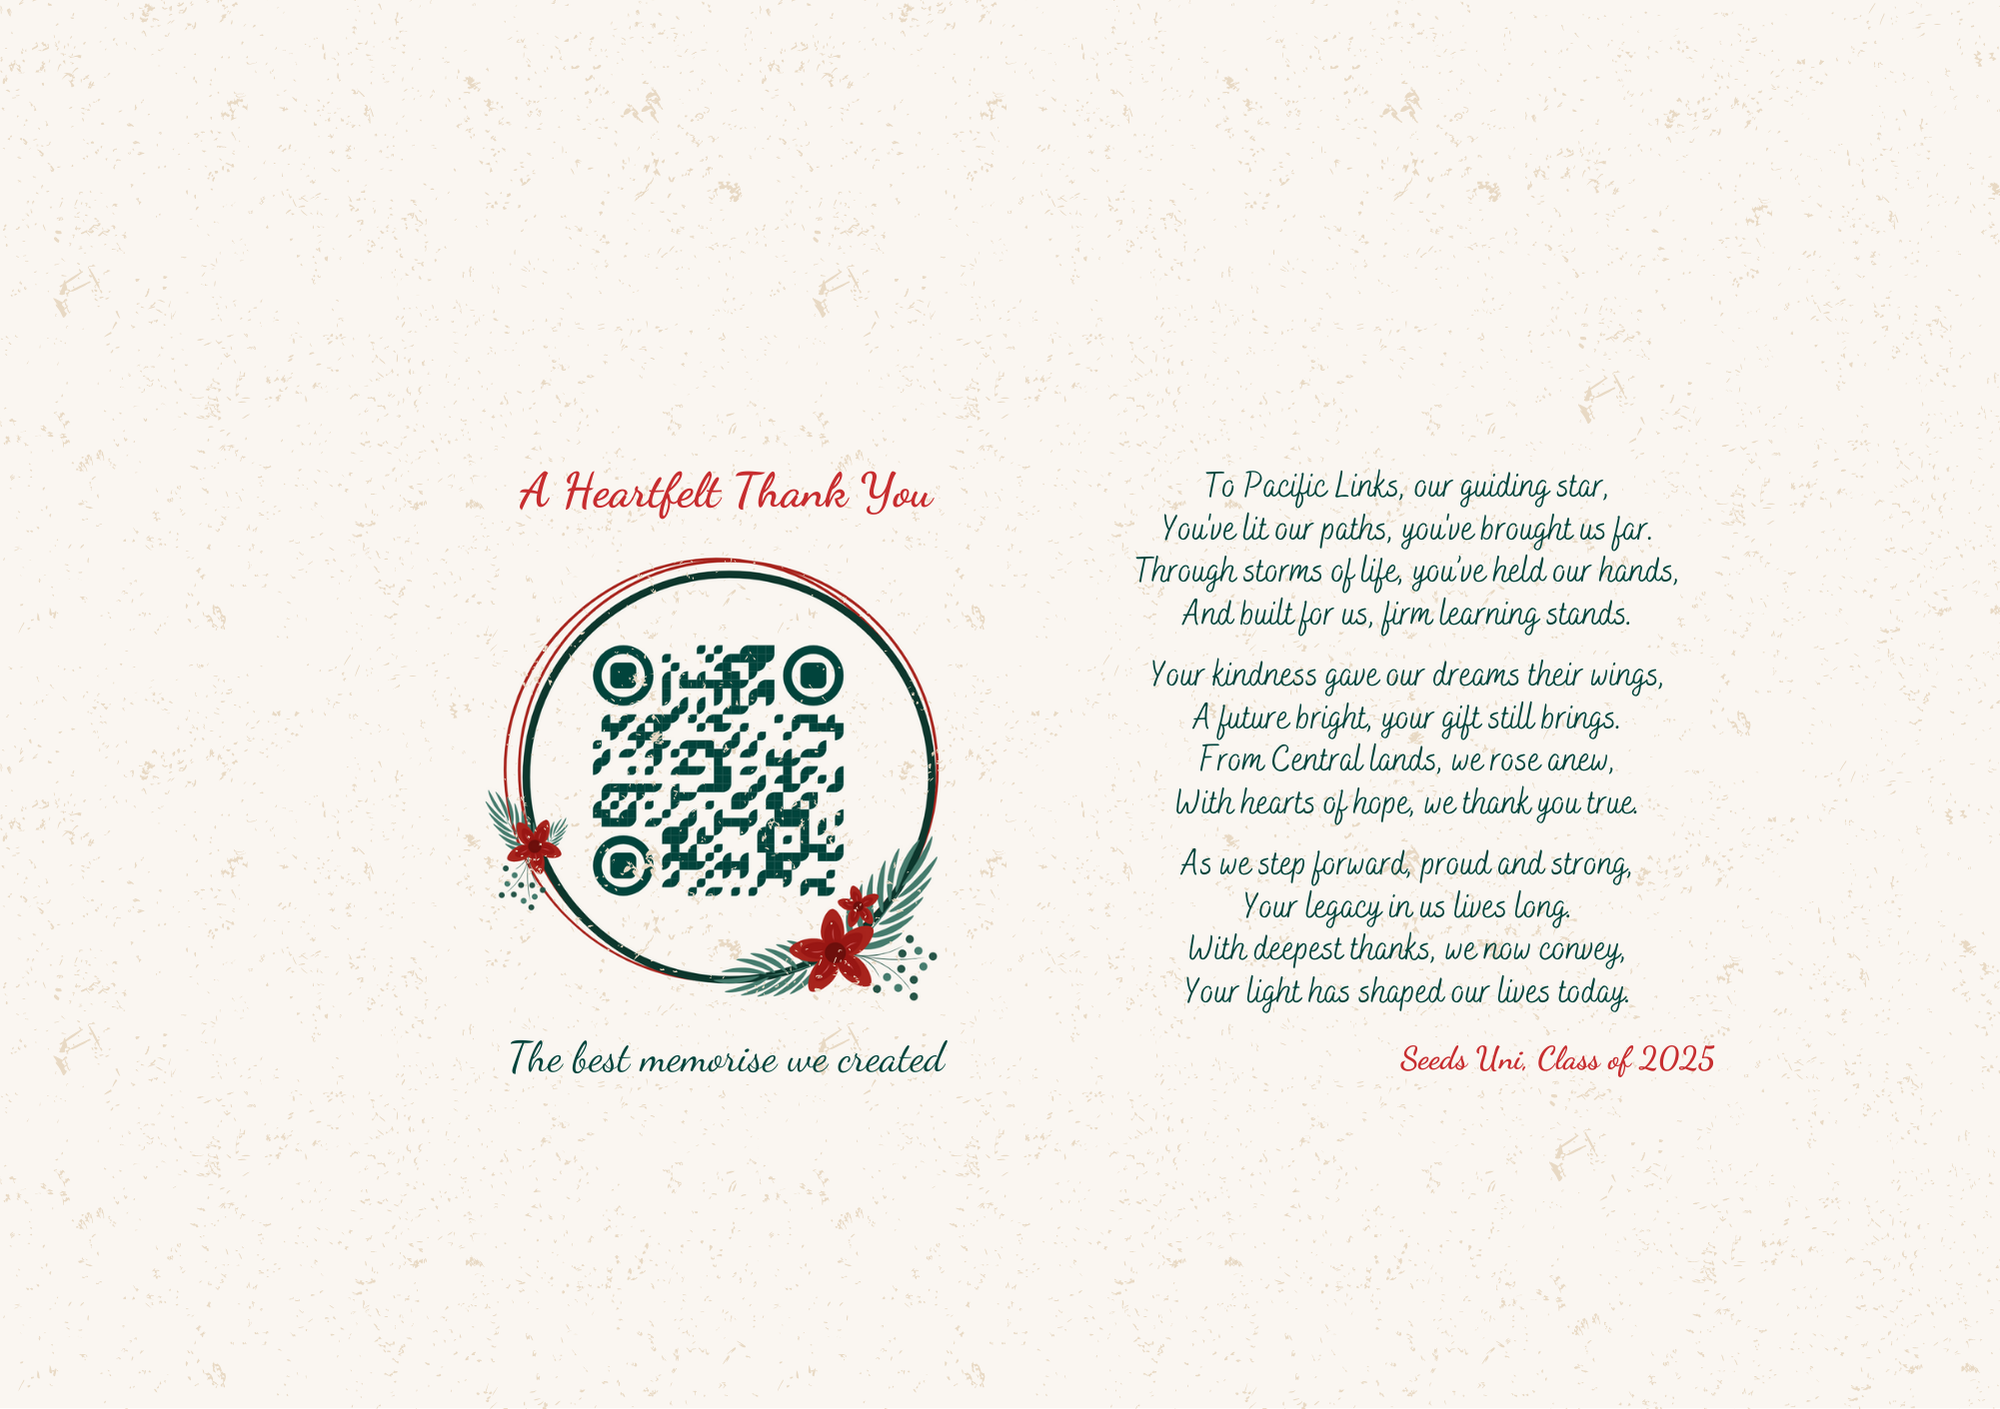 A Heartfelt Thank You
The best memorise we created
To Pacific Links, our guiding star,
You've lit our paths, you've brought us far.
Through storms of life, you've held our hands,
And built for us, firm learning stands.
Your kindness gave our dreams their wings,
A future bright, your gift still brings.
From Central lands, we rose anew,
With hearts of hope, we thank you true.
As we step forward, proud and strong,
Your legacy in us lives long.
With deepest thanks, we now convey,
Your light has shaped our lives today.
Seeds Uni, Class of 2025